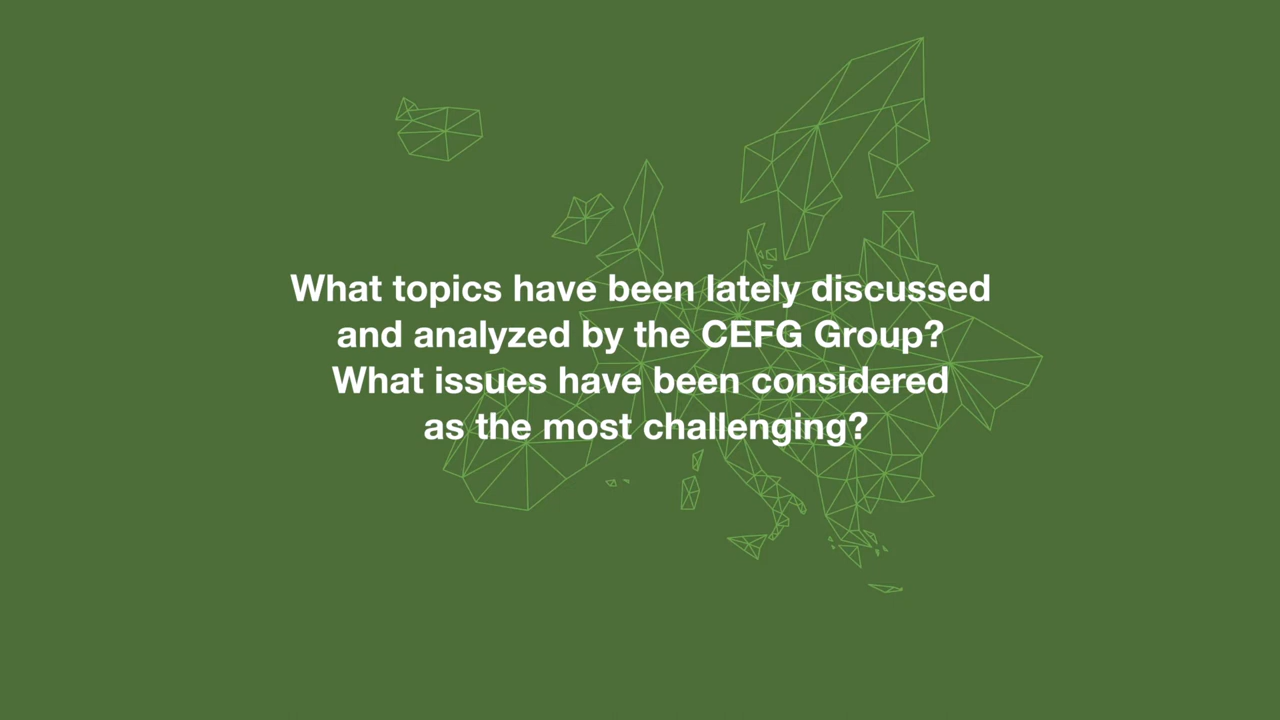 What topics have been lately discussed
and analyzed by the CEFG Group?
What issues have been considered
as the most challenging?